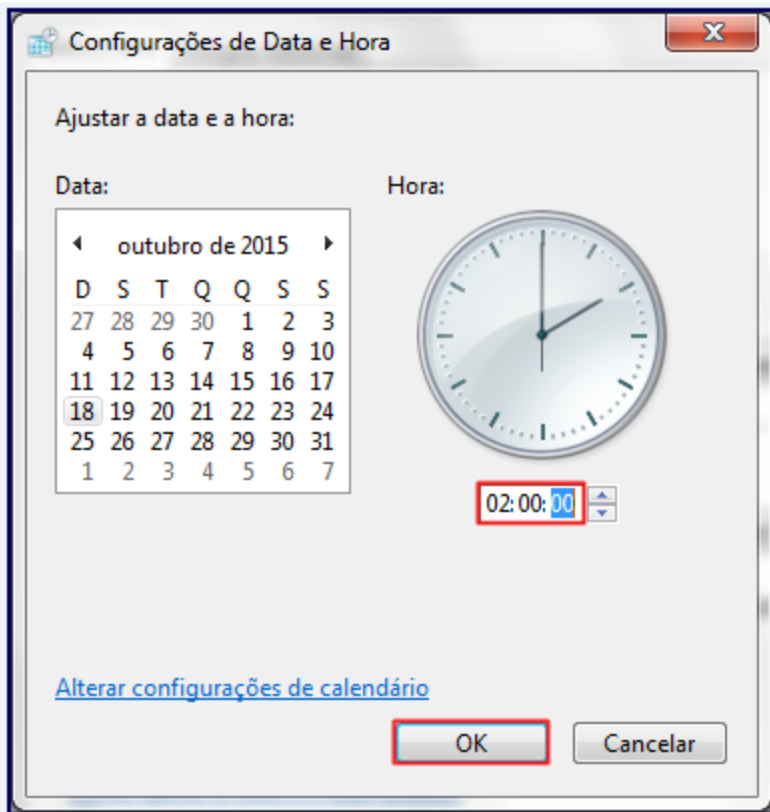 Configurações de Data e Hora
Ajustar a data e a hora:
Data:
Hora:
outubro de 2015
D S T Q Q S S
27 28 29 30 1 2 3
4 5 6 7 8 9 10
11 12 13 14 15 16 17
18 19 20 21 22 23 24
25 26 27 28 29 30 31
1 2 3 4 5 6 7
02:00:00
Alterar configurações de calendário
OK
Cancelar